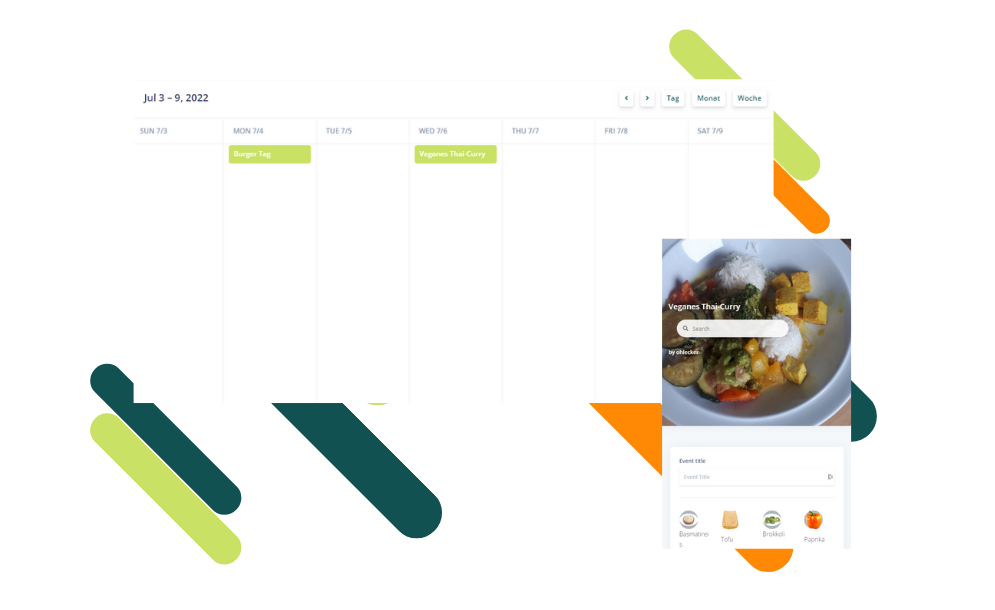 Jul 3 – 9, 2022
Tag Monat Woche
SUN 7/3 MON 7/4 TUE 7/5 WED 7/6 THU 7/7 FRI 7/8 SAT 7/9
Burger Tag Veganes Thai-Curry
Veganes Thai-Curry
Search
by ohlecker
Event title
Event Title
Basmatirei
s
Tofu
Brokkoli
Paprika